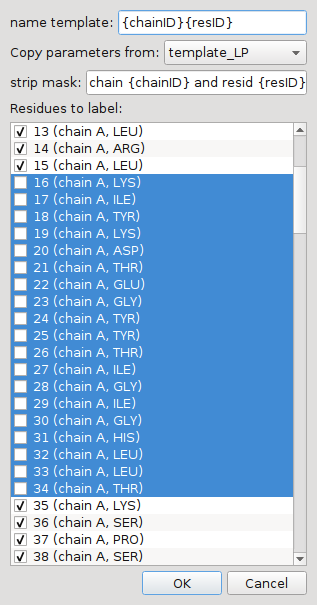 name template: {chainID}{resID}
Copy parameters from: template_LP
strip mask: chain {chainID} and resid {resID}
Residues to label:
13 (chain A, LEU)
14 (chain A, ARG)
15 (chain A, LEU)
16 (chain A, LYS)
17 (chain A, ILE)
18 (chain A, TYR)
19 (chain A, LYS)
20 (chain A, ASP)
21 (chain A, THR)
22 (chain A, GLU)
23 (chain A, GLY)
24 (chain A, TYR)
25 (chain A, TYR)
26 (chain A, THR)
27 (chain A, ILE)
28 (chain A, GLY)
29 (chain A, ILE)
30 (chain A, GLY)
31 (chain A, HIS)
32 (chain A, LEU)
33 (chain A, LEU)
34 (chain A, THR)
35 (chain A, LYS)
36 (chain A, SER)
37 (chain A, PRO)
38 (chain A, SER)
OK Cancel